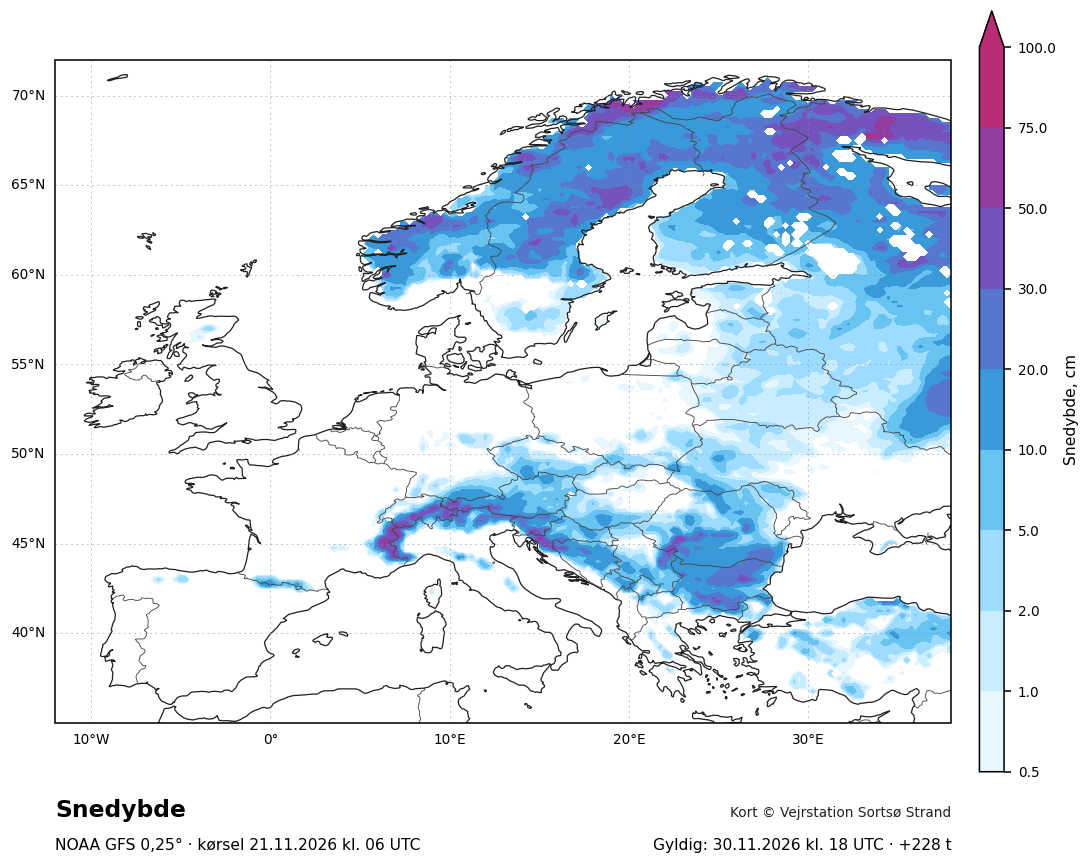 100.0
70°N
75.0
65°N
50.0
60°N
30.0
55°N
20.0
Snedybde, cm
50°N
10.0
45°N
5.0
40°N
2.0
1.0
10°W 0° 10°E 20°E 30°E
0.5
Snedybde
Kort © Vejrstation Sortsø Strand
NOAA GFS 0,25° · kørsel 21.11.2026 kl. 06 UTC
Gyldig: 30.11.2026 kl. 18 UTC · +228 t